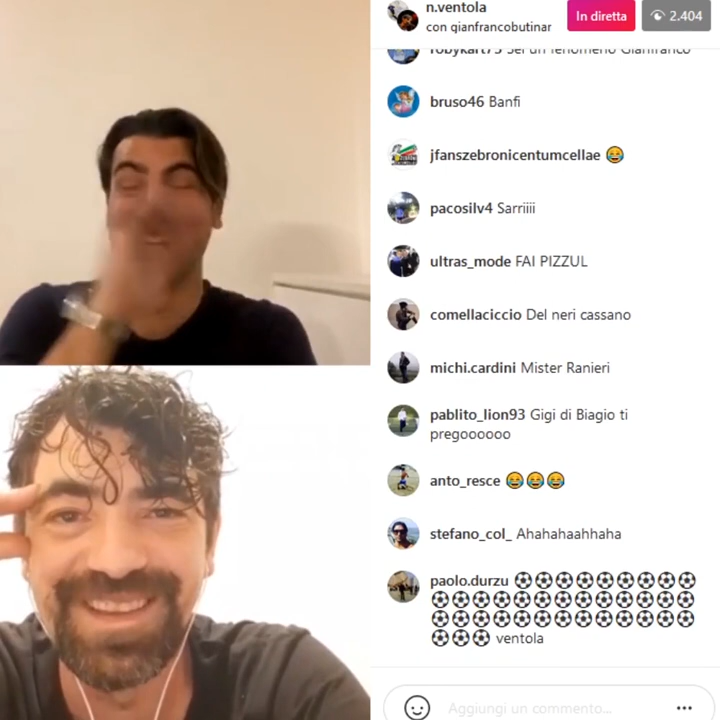 n.ventola
con gianfrancobutinar
In diretta
2.404
robykart75 Sei un fenomeno Gianfranco
bruso46 Banfi
jfanszebronicentumcellae 😂
pacosilv4 Sarriiii
ultras_mode FAI PIZZUL
comellaciccio Del neri cassano
michi.cardini Mister Ranieri
pablito_lion93 Gigi di Biagio ti
pregoooooo
anto_resce 😂😂😂
stefano_col_ Ahahahaahhaha
paolo.durzu ⚽⚽⚽⚽⚽⚽⚽⚽⚽
⚽⚽⚽⚽⚽⚽⚽⚽⚽⚽⚽⚽⚽
⚽⚽⚽⚽⚽⚽⚽⚽⚽⚽⚽⚽⚽
⚽⚽⚽ ventola
Aggiungi un commento...